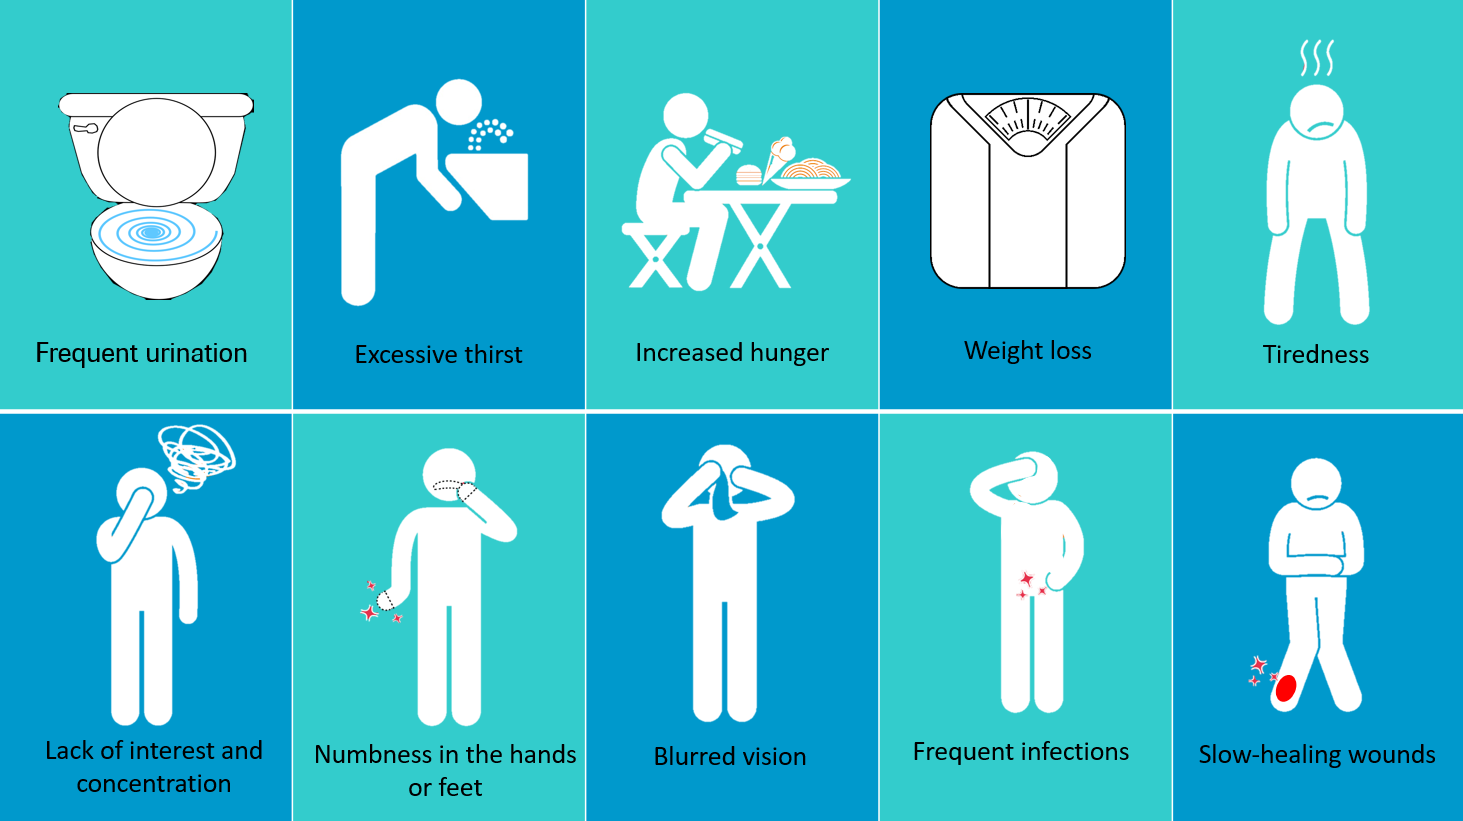 Frequent urination
Excessive thirst
Increased hunger
Weight loss
Tiredness
Lack of interest and
concentration
Numbness in the hands
or feet
Blurred vision
Frequent infections
Slow-healing wounds